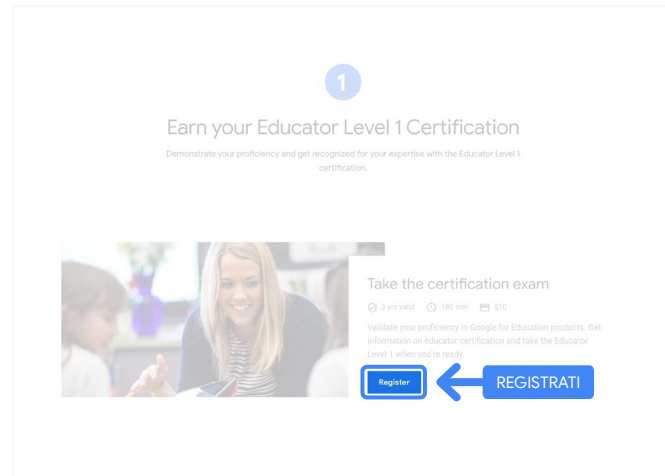 1
Earn your Educator Level 1 Certification
Demonstrate your proficiency and get recognized for your expertise with the Educator Level 1
certification.
Take the certification exam
3 yrs valid 180 min $10
Validate your proficiency in Google for Education products. Get
information on educator certification and take the Educator
Level 1 when you're ready.
Register
REGISTRATI